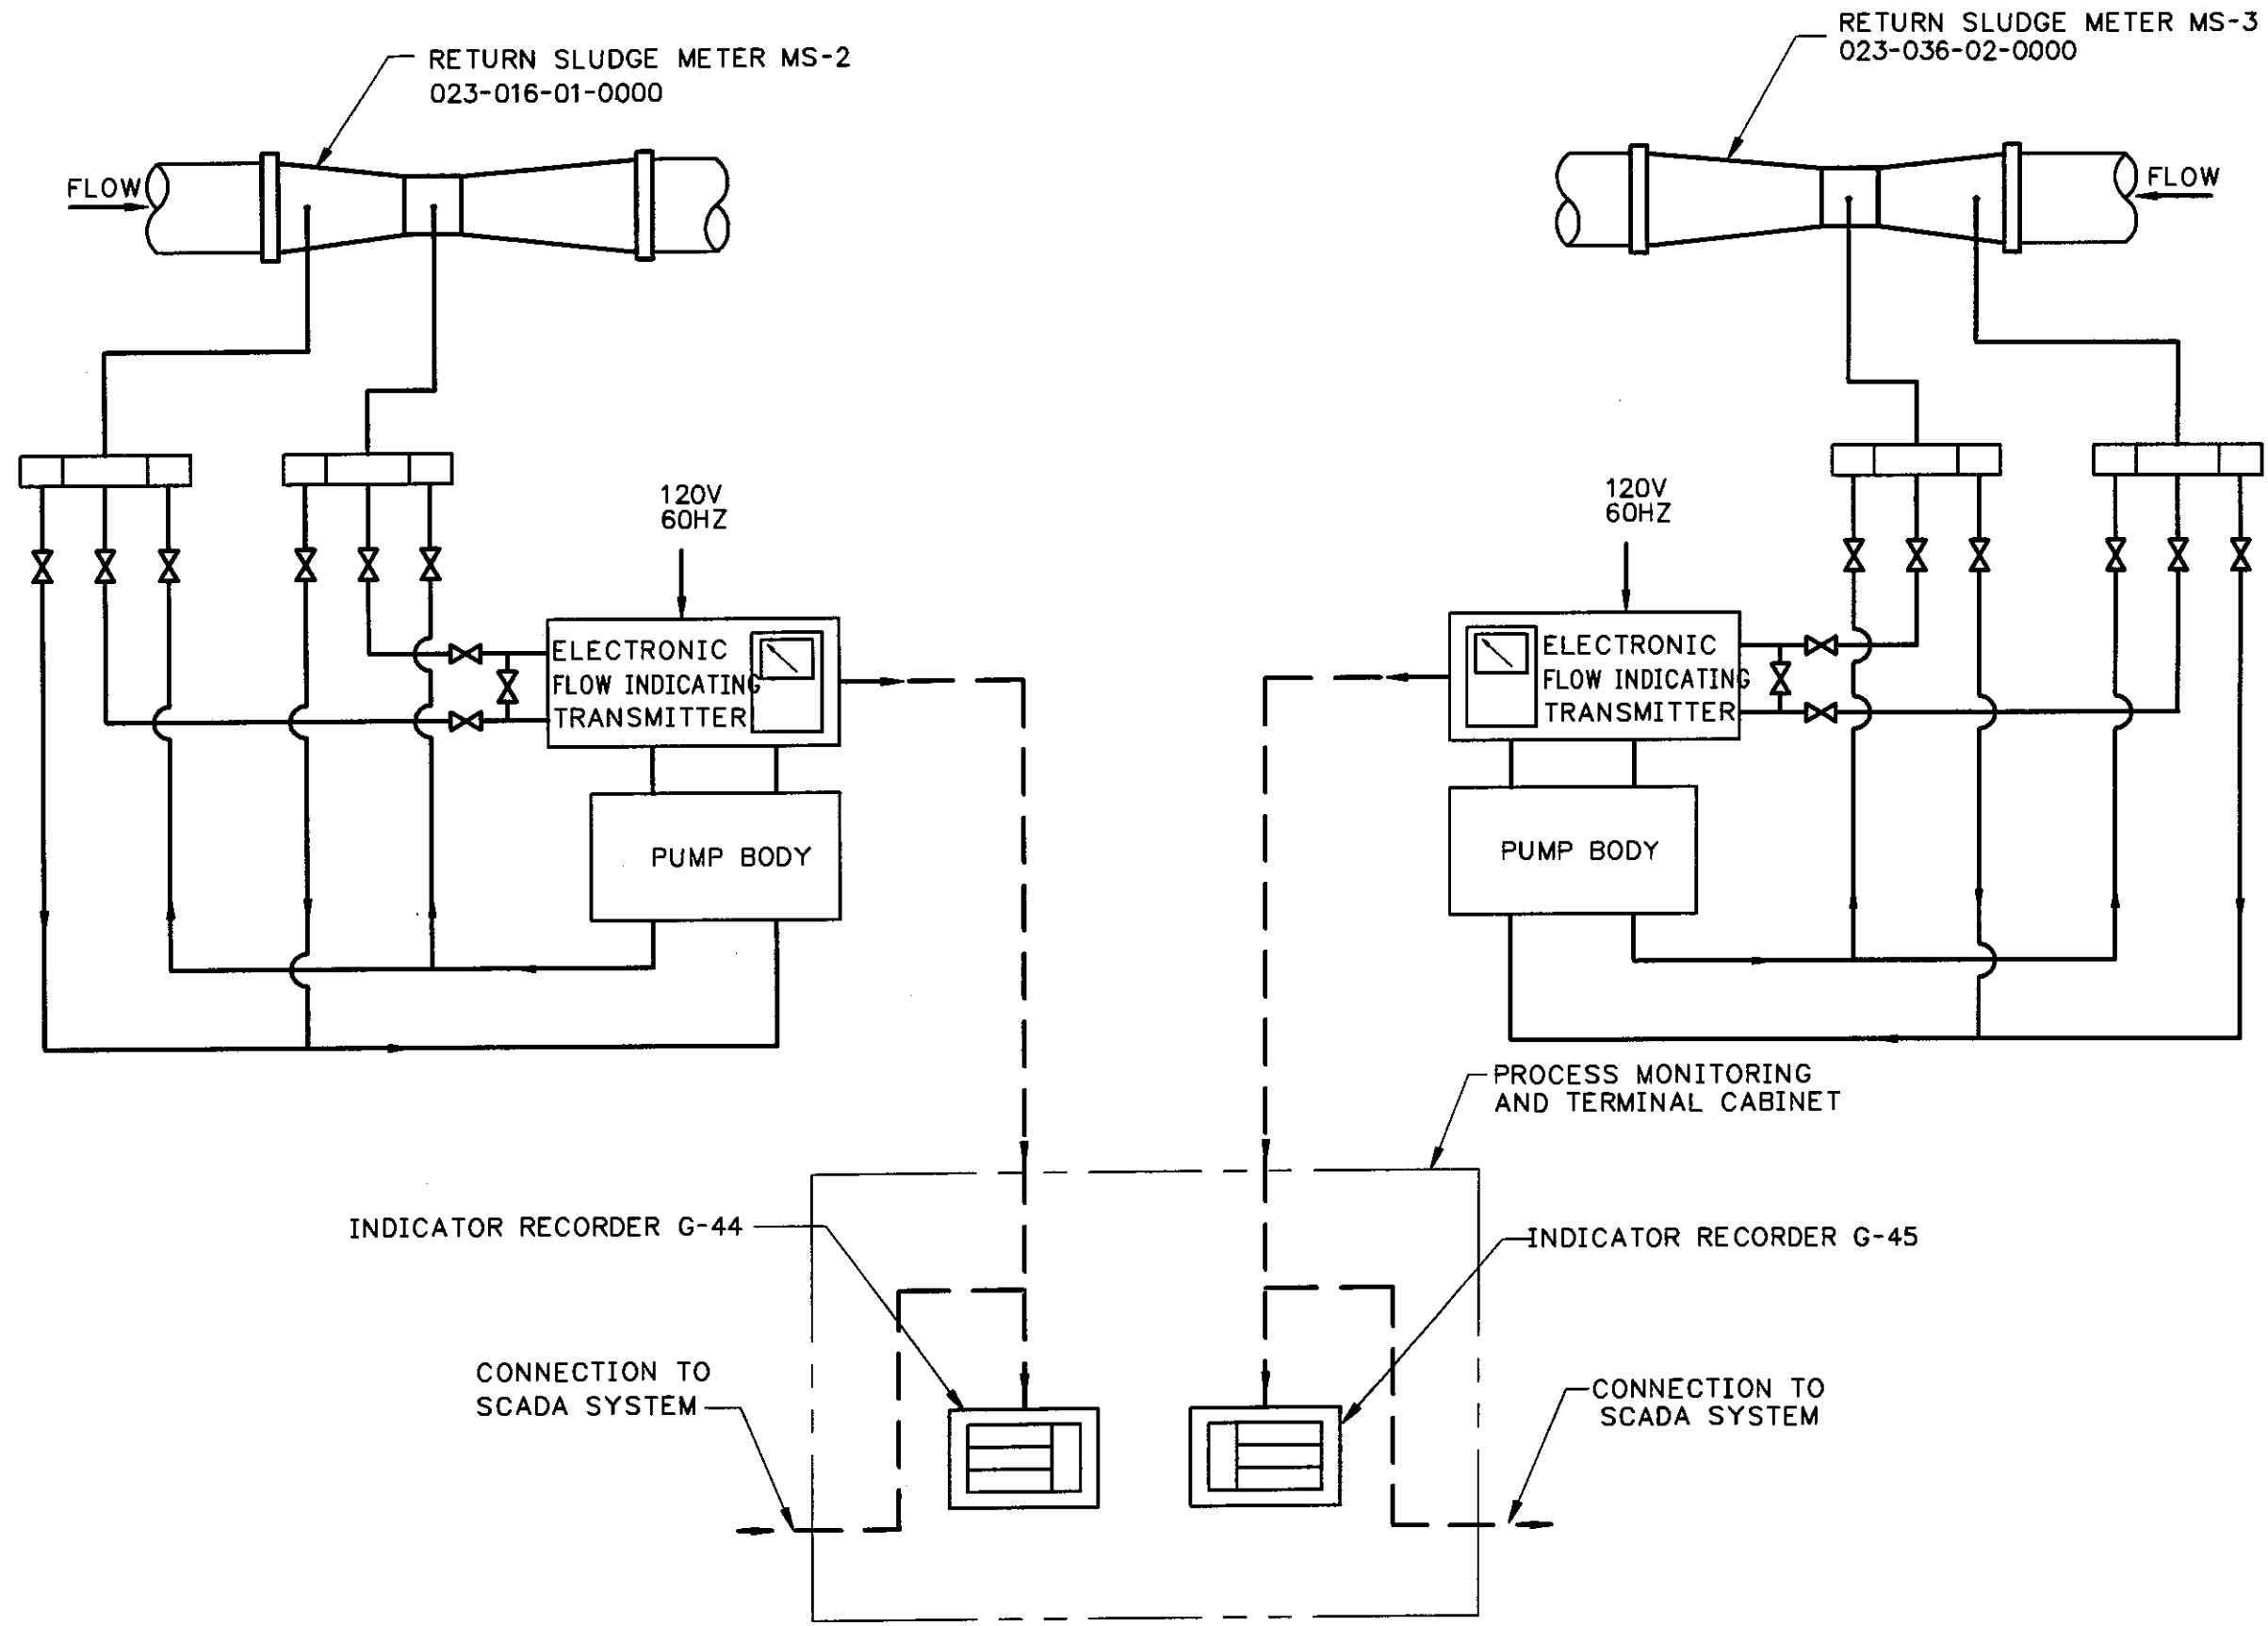 RETURN SLUDGE METER MS-2
023-016-01-0000
RETURN SLUDGE METER MS-3
023-036-02-0000
FLOW
FLOW
120V
60HZ
120V
60HZ
ELECTRONIC
FLOW INDICATING
TRANSMITTER
ELECTRONIC
FLOW INDICATING
TRANSMITTER
PUMP BODY
PUMP BODY
PROCESS MONITORING
AND TERMINAL CABINET
INDICATOR RECORDER G-44
INDICATOR RECORDER G-45
CONNECTION TO
SCADA SYSTEM
CONNECTION TO
SCADA SYSTEM